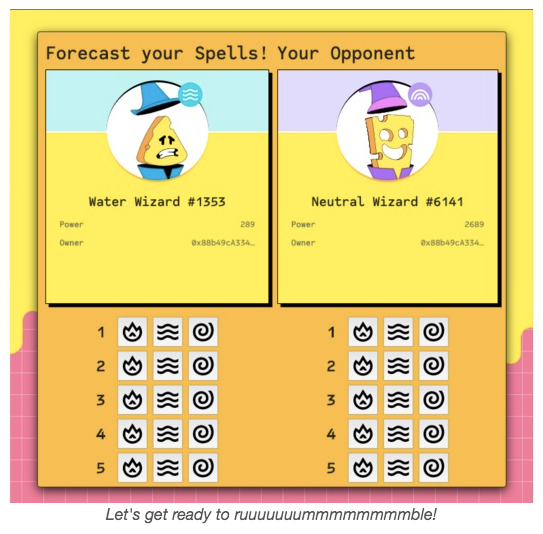 Forecast your Spells! Your Opponent
Water Wizard #1353
Power 289
Owner 0x88b49cA334…
Neutral Wizard #6141
Power 2689
Owner 0x88b49cA334…
1 1
2 2
3 3
4 4
5 5
Let's get ready to ruuuuuuummmmmmmmmble!